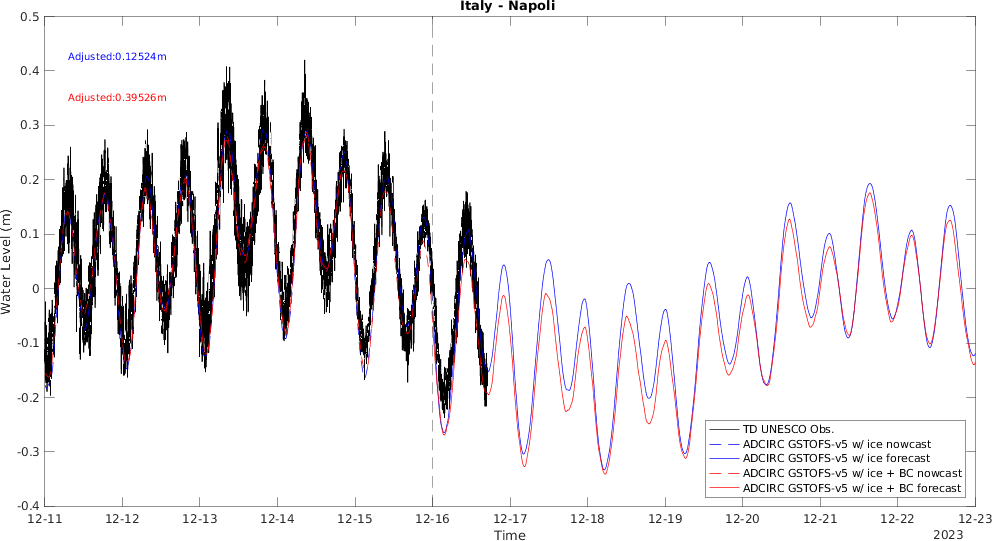 Italy - Napoli
Adjusted:0.12524m
Adjusted:0.39526m
Water Level (m)
0.5
0.4
0.3
0.2
0.1
0
-0.1
-0.2
-0.3
-0.4
TD UNESCO Obs.
ADCIRC GSTOFS-v5 w/ ice nowcast
ADCIRC GSTOFS-v5 w/ ice forecast
ADCIRC GSTOFS-v5 w/ ice + BC nowcast
ADCIRC GSTOFS-v5 w/ ice + BC forecast
12-11 12-12 12-13 12-14 12-15 12-16 12-17 12-18 12-19 12-20 12-21 12-22 12-23
Time
2023